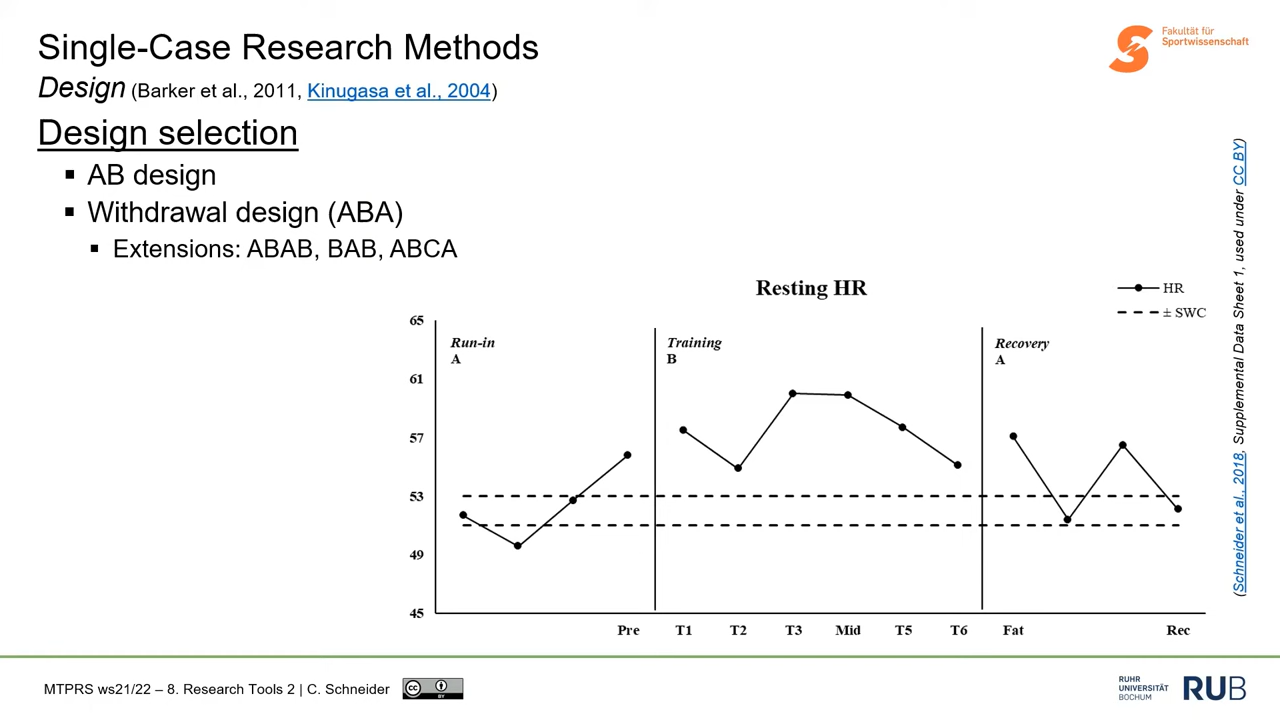 Single-Case Research Methods
Design (Barker et al., 2011, Kinugasa et al., 2004)
Fakultät für
Sportwissenschaft
Design selection
▪ AB design
▪ Withdrawal design (ABA)
▪ Extensions: ABAB, BAB, ABCA
Resting HR
HR
± SWC
65
61
57
53
49
45
Run-in
A
Training
B
Recovery
A
Pre T1 T2 T3 Mid T5 T6 Fat Rec
(Schneider et al., 2018, Supplemental Data Sheet 1, used under CC BY)
MTPRS ws21/22 – 8. Research Tools 2 | C. Schneider
cc
BY
RUHR
UNIVERSITÄT
BOCHUM
RUB